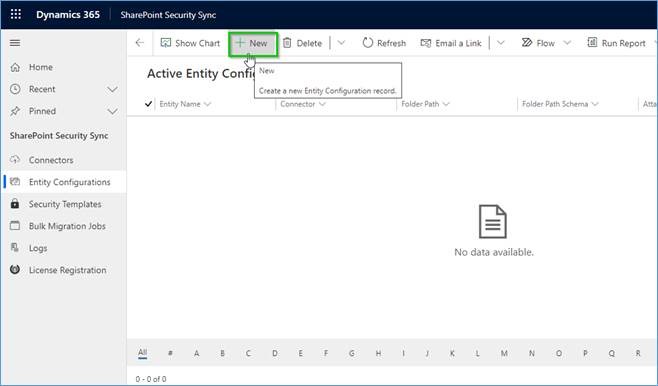 Dynamics 365 SharePoint Security Sync
Show Chart New Delete Refresh Email a Link Flow Run Report
Home
Recent
Pinned
SharePoint Security Sync
Connectors
Entity Configurations
Security Templates
Bulk Migration Jobs
Logs
License Registration
Active Entity Config
New
Create a new Entity Configuration record.
Entity Name Connector Folder Path Folder Path Schema Atta
No data available.
All # A B C D E F G H I J K L M N O P Q R
0 - 0 of 0